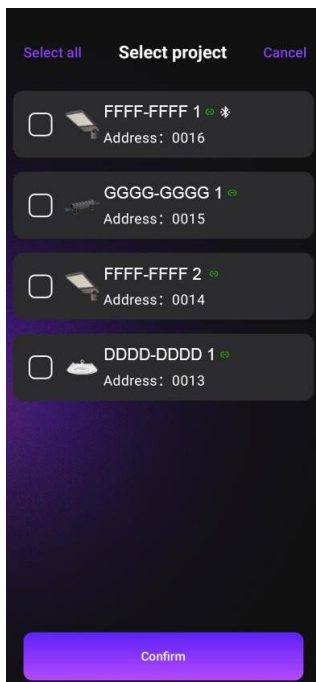 Select all Select project Cancel
FFFF-FFFF 1
Address：0016
GGGG-GGGG 1
Address：0015
FFFF-FFFF 2
Address：0014
DDDD-DDDD 1
Address：0013
Confirm